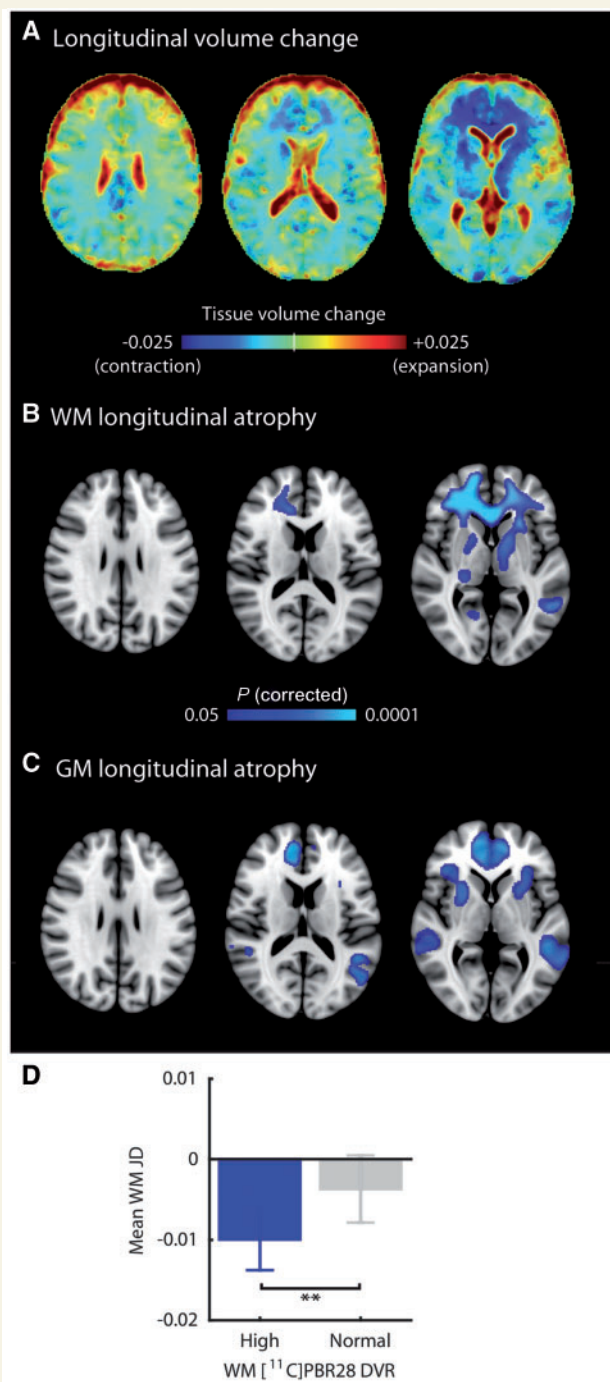 A Longitudinal volume change
Tissue volume change
-0.025 +0.025
(contraction) (expansion)
B WM longitudinal atrophy
P (corrected)
0.05 0.0001
C GM longitudinal atrophy
D
0.01
0
-0.01
-0.02
Mean WM JD
**
High Normal
WM [¹¹C]PBR28 DVR